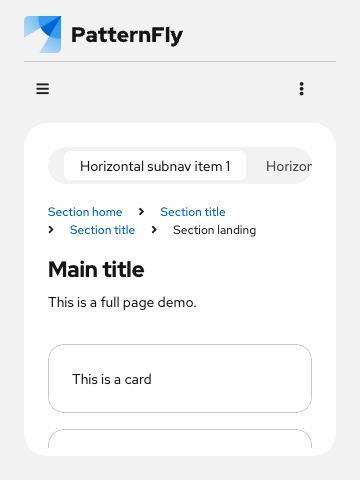 PatternFly
Horizontal subnav item 1 Horizon
Section home Section title
Section title Section landing
Main title
This is a full page demo.
This is a card